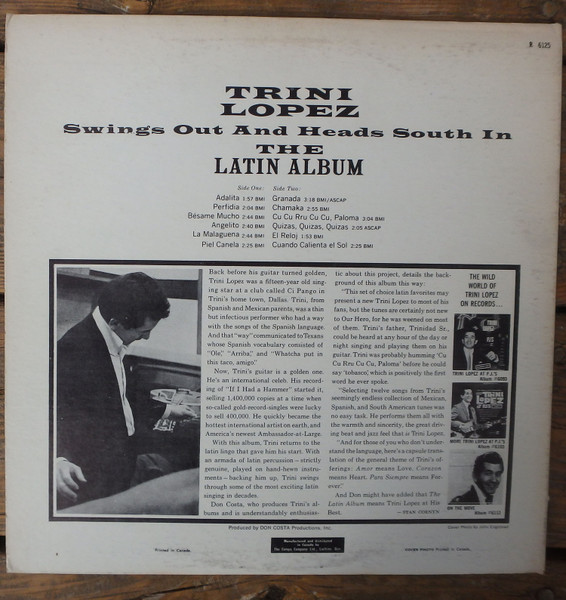 R 6125
TRINI
LOPEZ
Swings Out And Heads South In
THE
LATIN ALBUM
Side One:
Adalita 1:57 BMI
Perfidia 2:04 BMI
Bésame Mucho 2:44 BMI
Angelito 2:40 BMI
La Malaguena 2:44 BMI
Piel Canela 2:25 BMI
Side Two:
Granada 3:18 BMI/ASCAP
Chamaka 2:55 BMI
Cu Cu Rru Cu Cu, Paloma 3:04 BMI
Quizas, Quizas, Quizas 2:05 ASCAP
El Reloj 1:53 BMI
Cuando Calienta el Sol 2:25 BMI
Back before his guitar turned golden,
Trini Lopez was a fifteen-year old sing-
ing star at a club called Ci Pango in
Trini's home town, Dallas. Trini, from
Spanish and Mexican parents, was a thin
but infectious performer who had a way
with the songs of the Spanish language.
And that "way" communicated to Texans
whose Spanish vocabulary consisted of
"Ole," "Arriba," and "Whatcha put in
this taco, amigo."
Now, Trini's guitar is a golden one.
He's an international celeb. His record-
ing of "If I Had a Hammer" started it,
selling 1,400,000 copies at a time when
so-called gold-record-singles were lucky
to sell 400,000. He quickly became the
hottest international artist on earth, and
America's newest Ambassador-at-Large.
With this album, Trini returns to the
latin lings that gave him his start. With
an armada of latin percussion – strictly
genuine, played on hand-hewn instru-
ments – backing him up, Trini swings
through some of the most exciting latin
singing in decades.
Don Costa, who produces Trini's al-
bums and is understandably enthusias-
tic about this project, details the back-
ground of this album this way:
"This set of choice latin favorites may
present a new Trini Lopez to most of his
fans, but the tunes are certainly not new
to Our Hero, for he was weened on most
of them. Trini's father, Trinidad Sr.,
could be heard at any hour of the day or
night singing and playing them on his
guitar. Trini was probably humming 'Cu
Cu Rru Cu Cu, Paloma' before he could
say 'tobacco', which is positively the first
word he ever spoke.
"Selecting twelve songs from Trini's
seemingly endless collection of Mexican,
Spanish, and South American tunes was
no easy task. He performs them all with
the warmth and sincerity, the great driv-
ing beat and jazz feel that is Trini Lopez.
"And for those of you who don't under-
stand the language, here's a capsule trans-
lation of the general theme of Trini's of-
ferings: Amor means Love, Corazon
means Heart, Para Siempre means For-
ever."
And Don might have added that The
Latin Album means Trini Lopez at His
Best.
– STAN CORNYN
THE WILD
WORLD OF
TRINI LOPEZ
ON RECORDS...
TRINI LOPEZ AT P.J.'S
MORE TRINI LOPEZ AT P.J.'S
ON THE MOVE
Produced by DON COSTA Productions, Inc.
Printed in Canada
Manufactured and distributed
in Canada by